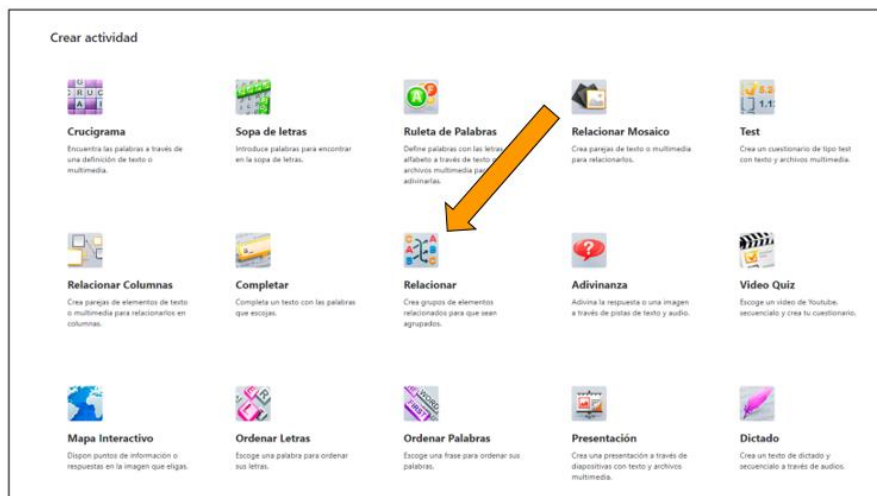 Crear actividad
Crucigrama
Encuentra las palabras a través de
una definición de texto o
multimedia.
Sopa de letras
Introduce palabras para encontrar
en la sopa de letras.
Ruleta de Palabras
Define palabras con las letras
alfabeto a través de texto
archivos multimedia para
adivinarlas.
Relacionar Mosaico
Crea parejas de texto o multimedia
para relacionarlos.
Test
Crea un cuestionario de tipo test
con texto y archivos multimedia.
Relacionar Columnas
Crea parejas de elementos de texto
o multimedia para relacionarlos en
columnas.
Completar
Completa un texto con las palabras
que escojas.
Relacionar
Crea grupos de elementos
relacionados para que sean
agrupados.
Adivinanza
Adivina la respuesta o una imagen
a través de pistas de texto y audio.
Video Quiz
Escoge un video de Youtube,
secuencialo y crea tu cuestionario.
Mapa Interactivo
Dispon puntos de información o
respuestas en la imagen que eligas.
Ordenar Letras
Escoge una palabra para ordenar
sus letras.
Ordenar Palabras
Escoge una frase para ordenar sus
palabras.
Presentación
Crea una presentación a través de
diapositivas con texto y archivos
multimedia.
Dictado
Crea un texto de dictado y
secuencialo a través de audios.